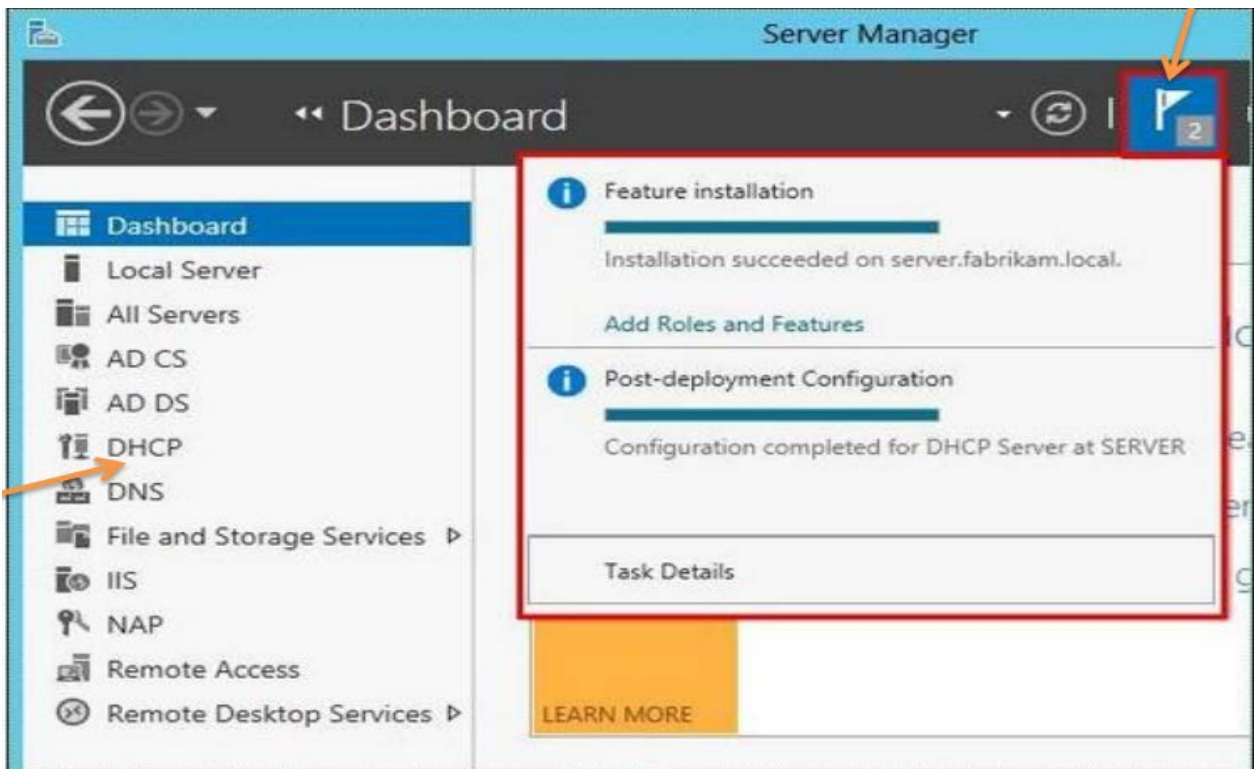 Server Manager
Dashboard
2
Dashboard
Local Server
All Servers
AD CS
AD DS
DHCP
DNS
File and Storage Services
IIS
NAP
Remote Access
Remote Desktop Services
Feature installation
Installation succeeded on server.fabrikam.local.
Add Roles and Features
Post-deployment Configuration
Configuration completed for DHCP Server at SERVER
Task Details
LEARN MORE